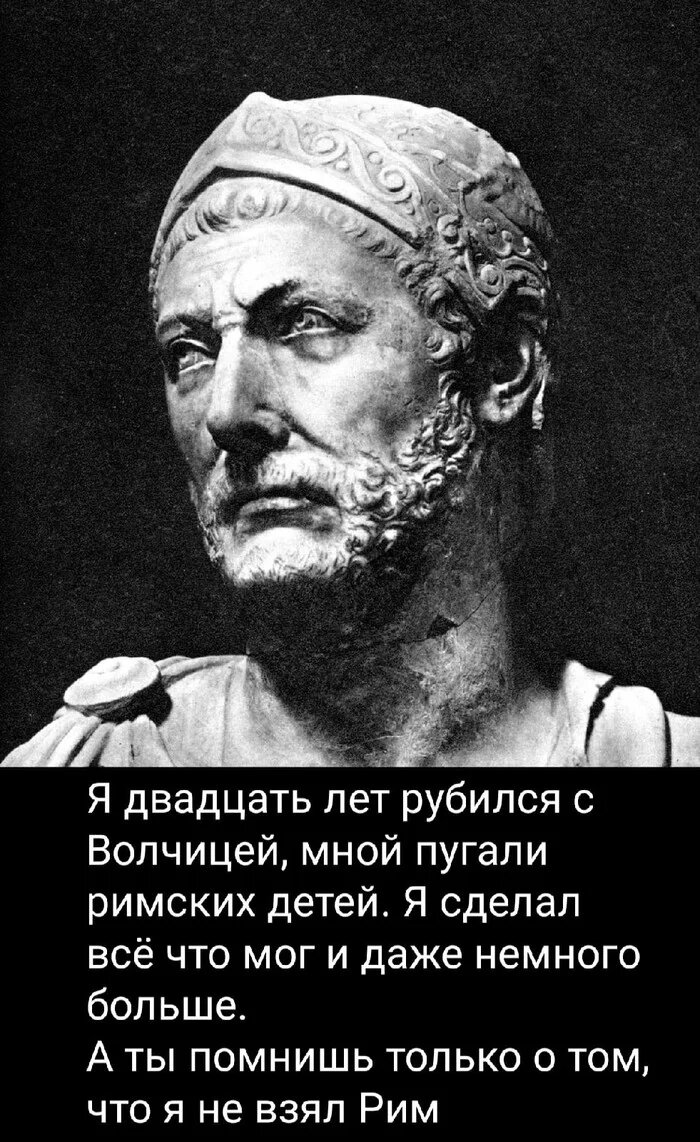 Я двадцать лет рубился с
Волчицей, мной пугали
римских детей. Я сделал
всё что мог и даже немного
больше.
А ты помнишь только о том,
что я не взял Рим